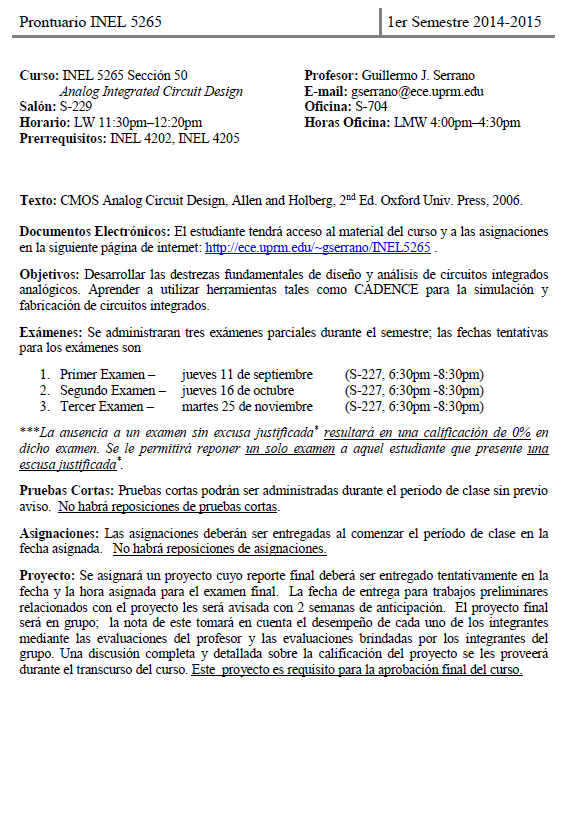 Prontuario INEL 5265 1er Semestre 2014-2015
Curso: INEL 5265 Sección 50 Profesor: Guillermo J. Serrano
Analog Integrated Circuit Design E-mail: gserrano@ece.uprm.edu
Salón: S-229 Oficina: S-704
Horario: LW 11:30pm–12:20pm Horas Oficina: LMW 4:00pm–4:30pm
Prerrequisitos: INEL 4202, INEL 4205
Texto: CMOS Analog Circuit Design, Allen and Holberg, 2nd Ed. Oxford Univ. Press, 2006.
Documentos Electrónicos: El estudiante tendrá acceso al material del curso y a las asignaciones
en la siguiente página de internet: http://ece.uprm.edu/~gserrano/INEL5265 .
Objetivos: Desarrollar las destrezas fundamentales de diseño y análisis de circuitos integrados
analógicos. Aprender a utilizar herramientas tales como CADENCE para la simulación y
fabricación de circuitos integrados.
Exámenes: Se administraran tres exámenes parciales durante el semestre; las fechas tentativas
para los exámenes son
1. Primer Examen – jueves 11 de septiembre (S-227, 6:30pm -8:30pm)
2. Segundo Examen – jueves 16 de octubre (S-227, 6:30pm -8:30pm)
3. Tercer Examen – martes 25 de noviembre (S-227, 6:30pm -8:30pm)
***La ausencia a un examen sin excusa justificada* resultará en una calificación de 0% en
dicho examen. Se le permitirá reponer un solo examen a aquel estudiante que presente una
escusa justificada*.
Pruebas Cortas: Pruebas cortas podrán ser administradas durante el periodo de clase sin previo
aviso. No habrá reposiciones de pruebas cortas.
Asignaciones: Las asignaciones deberán ser entregadas al comenzar el período de clase en la
fecha asignada. No habrá reposiciones de asignaciones.
Proyecto: Se asignará un proyecto cuyo reporte final deberá ser entregado tentativamente en la
fecha y la hora asignada para el examen final. La fecha de entrega para trabajos preliminares
relacionados con el proyecto les será avisada con 2 semanas de anticipación. El proyecto final
será en grupo; la nota de este tomará en cuenta el desempeño de cada uno de los integrantes
mediante las evaluaciones del profesor y las evaluaciones brindadas por los integrantes del
grupo. Una discusión completa y detallada sobre la calificación del proyecto se les proveerá
durante el transcurso del curso. Este proyecto es requisito para la aprobación final del curso.